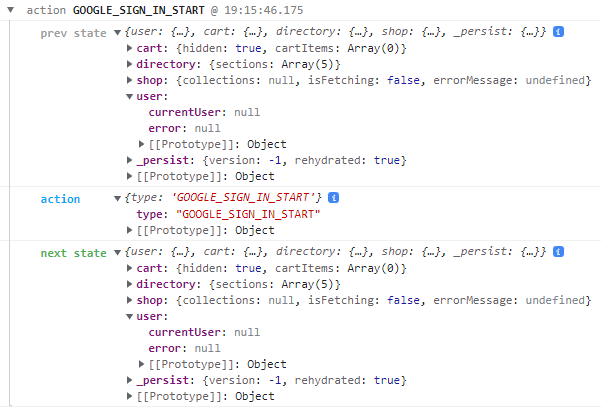 action GOOGLE_SIGN_IN_START @ 19:15:46.175
prev state {user: {…}, cart: {…}, directory: {…}, shop: {…}, _persist: {…}} i
cart: {hidden: true, cartItems: Array(0)}
directory: {sections: Array(5)}
shop: {collections: null, isFetching: false, errorMessage: undefined}
user:
currentUser: null
error: null
[[Prototype]]: Object
_persist: {version: -1, rehydrated: true}
[[Prototype]]: Object
action {type: 'GOOGLE_SIGN_IN_START'} i
type: "GOOGLE_SIGN_IN_START"
[[Prototype]]: Object
next state {user: {…}, cart: {…}, directory: {…}, shop: {…}, _persist: {…}} i
cart: {hidden: true, cartItems: Array(0)}
directory: {sections: Array(5)}
shop: {collections: null, isFetching: false, errorMessage: undefined}
user:
currentUser: null
error: null
[[Prototype]]: Object
_persist: {version: -1, rehydrated: true}
[[Prototype]]: Object